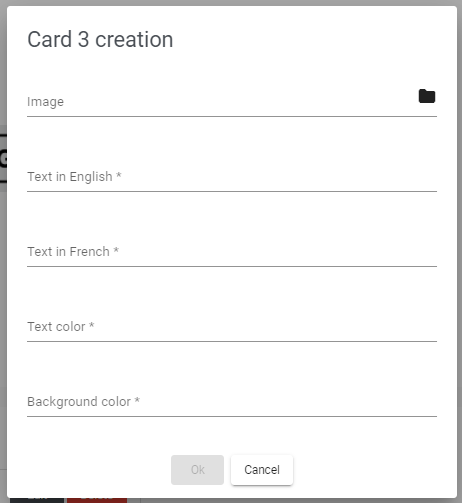 Card 3 creation
Image
Text in English *
Text in French *
Text color *
Background color *
Ok
Cancel